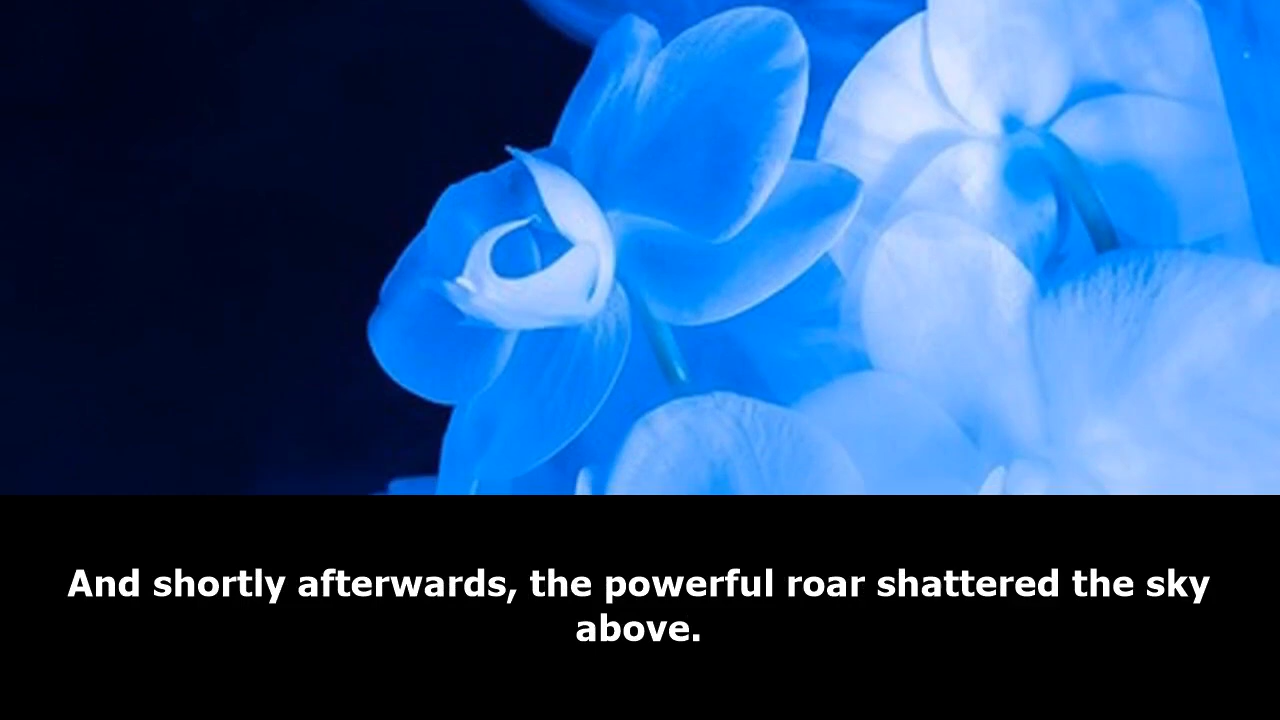 And shortly afterwards, the powerful roar shattered the sky
above.